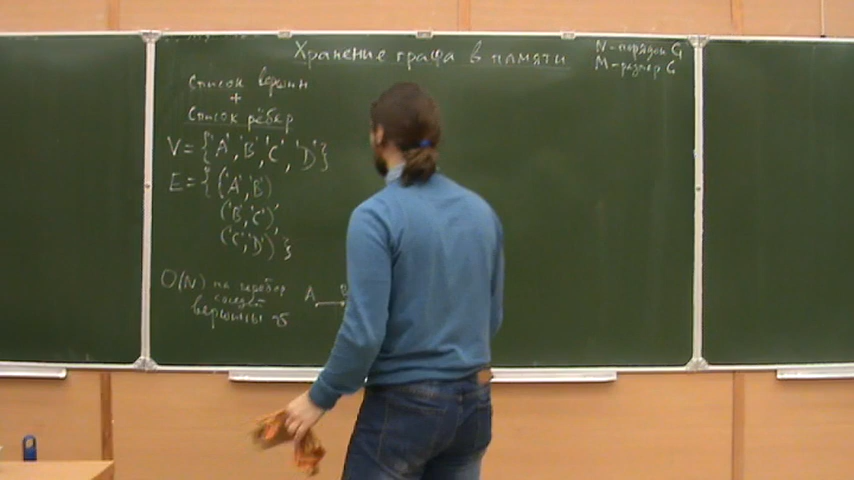 Хранение графа в памяти
N - порядок G
M - размер G
Список вершин
+
Список рёбер
V = {'A', 'B', 'C', 'D'}
E = {('A', 'B'),
('B', 'C'),
('C', 'D')}
O(N) на перебор
соседей
вершины
A